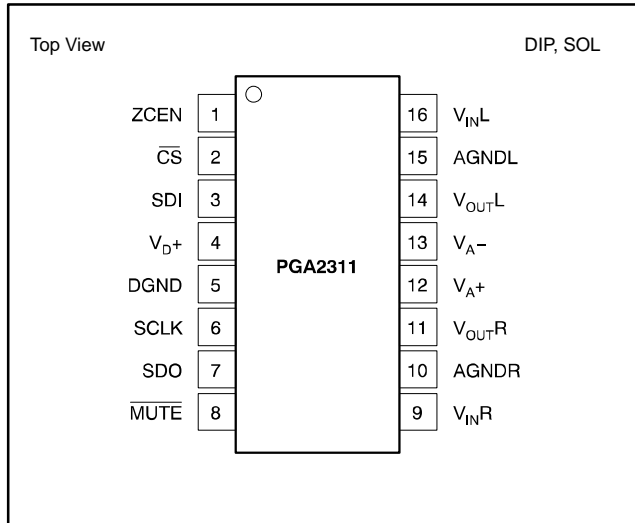 Top View DIP, SOL
ZCEN 1 16 VINL
CS 2 15 AGNDL
SDI 3 14 VOUTL
VD+ 4 13 VA−
PGA2311
DGND 5 12 VA+
SCLK 6 11 VOUTR
SDO 7 10 AGNDR
MUTE 8 9 VINR